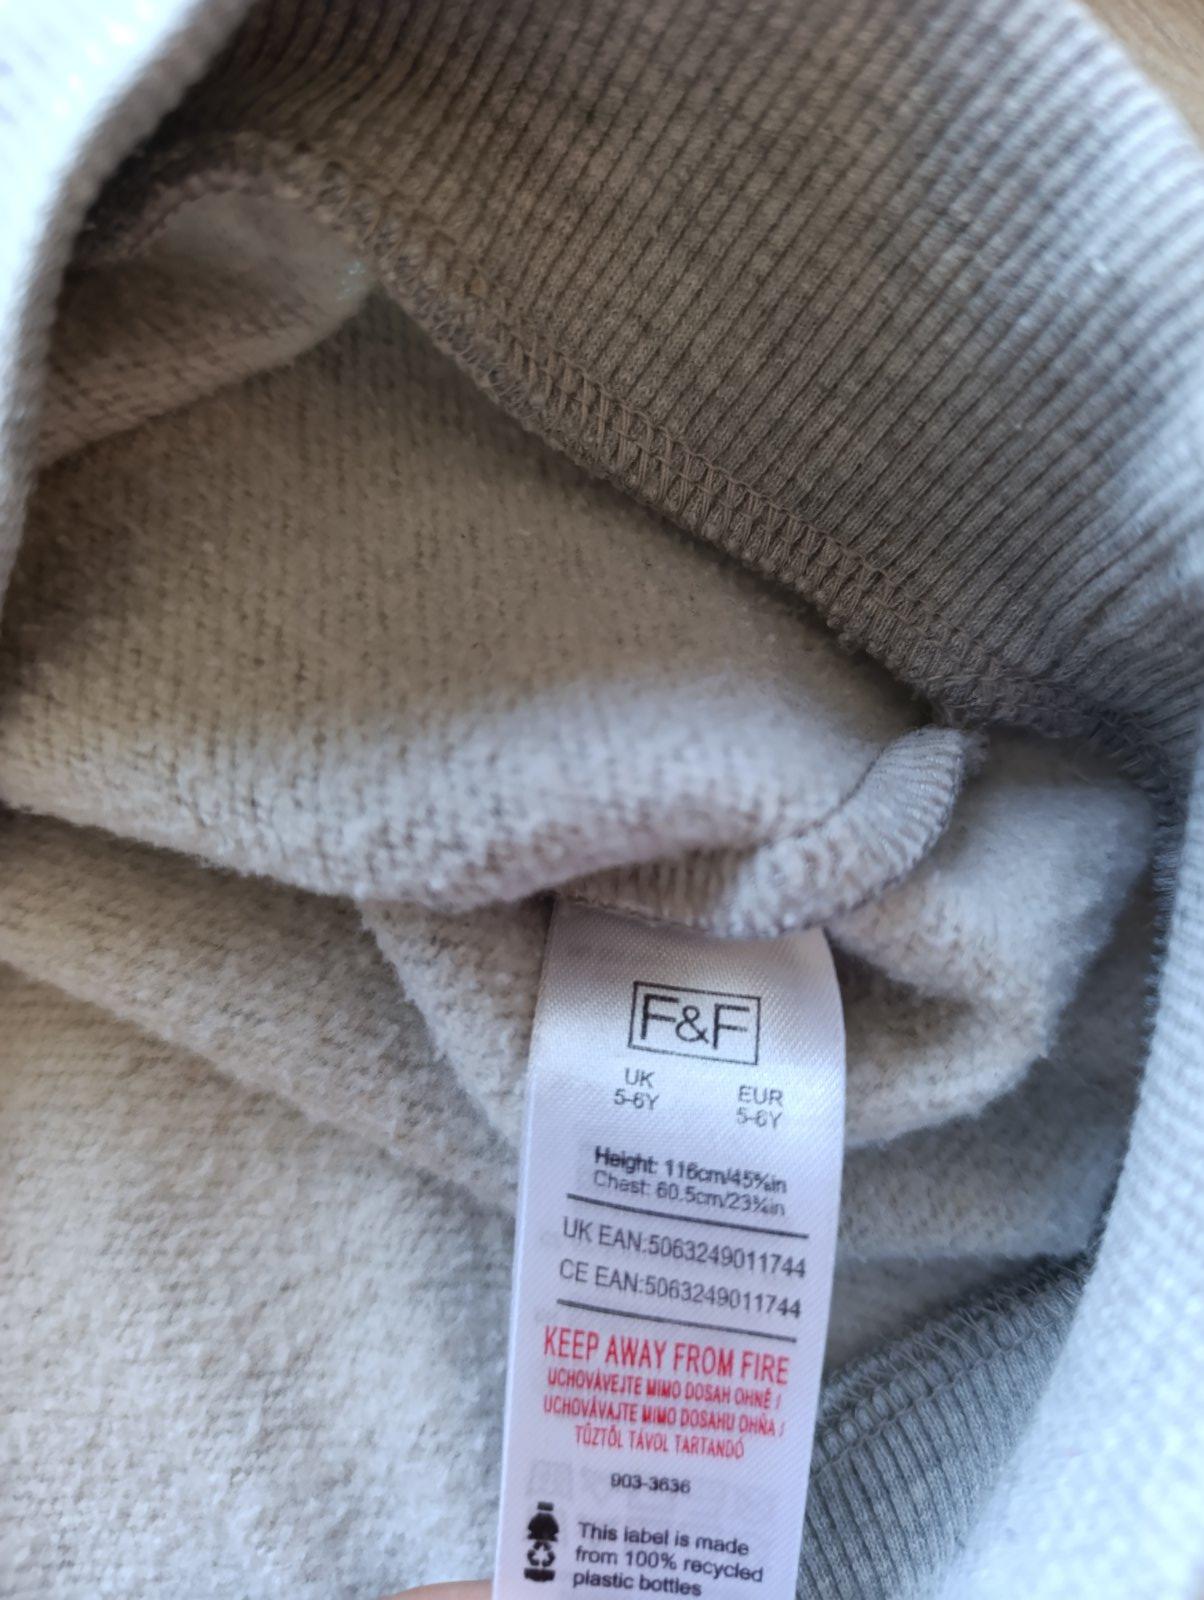 F&F
UK
5-6Y
EUR
5-6Y
Height: 116cm/45⅝in
Chest: 60.5cm/23¾in
UK EAN:5063249011744
CE EAN:5063249011744
KEEP AWAY FROM FIRE
UCHOVÁVEJTE MIMO DOSAH OHNĚ /
UCHOVÁVAJTE MIMO DOSAHU OHŇA /
TŰZTŐL TÁVOL TARTANDÓ
903-3636
This label is made
from 100% recycled
plastic bottles